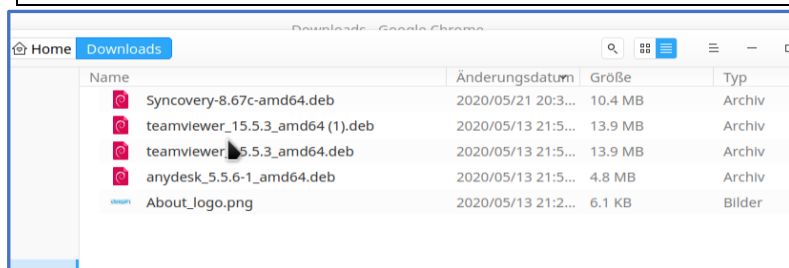 Downloads - Google Chrome
Home Downloads
Name Änderungsdatum Größe Typ
Syncovery-8.67c-amd64.deb 2020/05/21 20:3... 10.4 MB Archiv
teamviewer_15.5.3_amd64 (1).deb 2020/05/13 21:5... 13.9 MB Archiv
teamviewer_15.5.3_amd64.deb 2020/05/13 21:5... 13.9 MB Archiv
anydesk_5.5.6-1_amd64.deb 2020/05/13 21:5... 4.8 MB Archiv
About_logo.png 2020/05/13 21:2... 6.1 KB Bilder